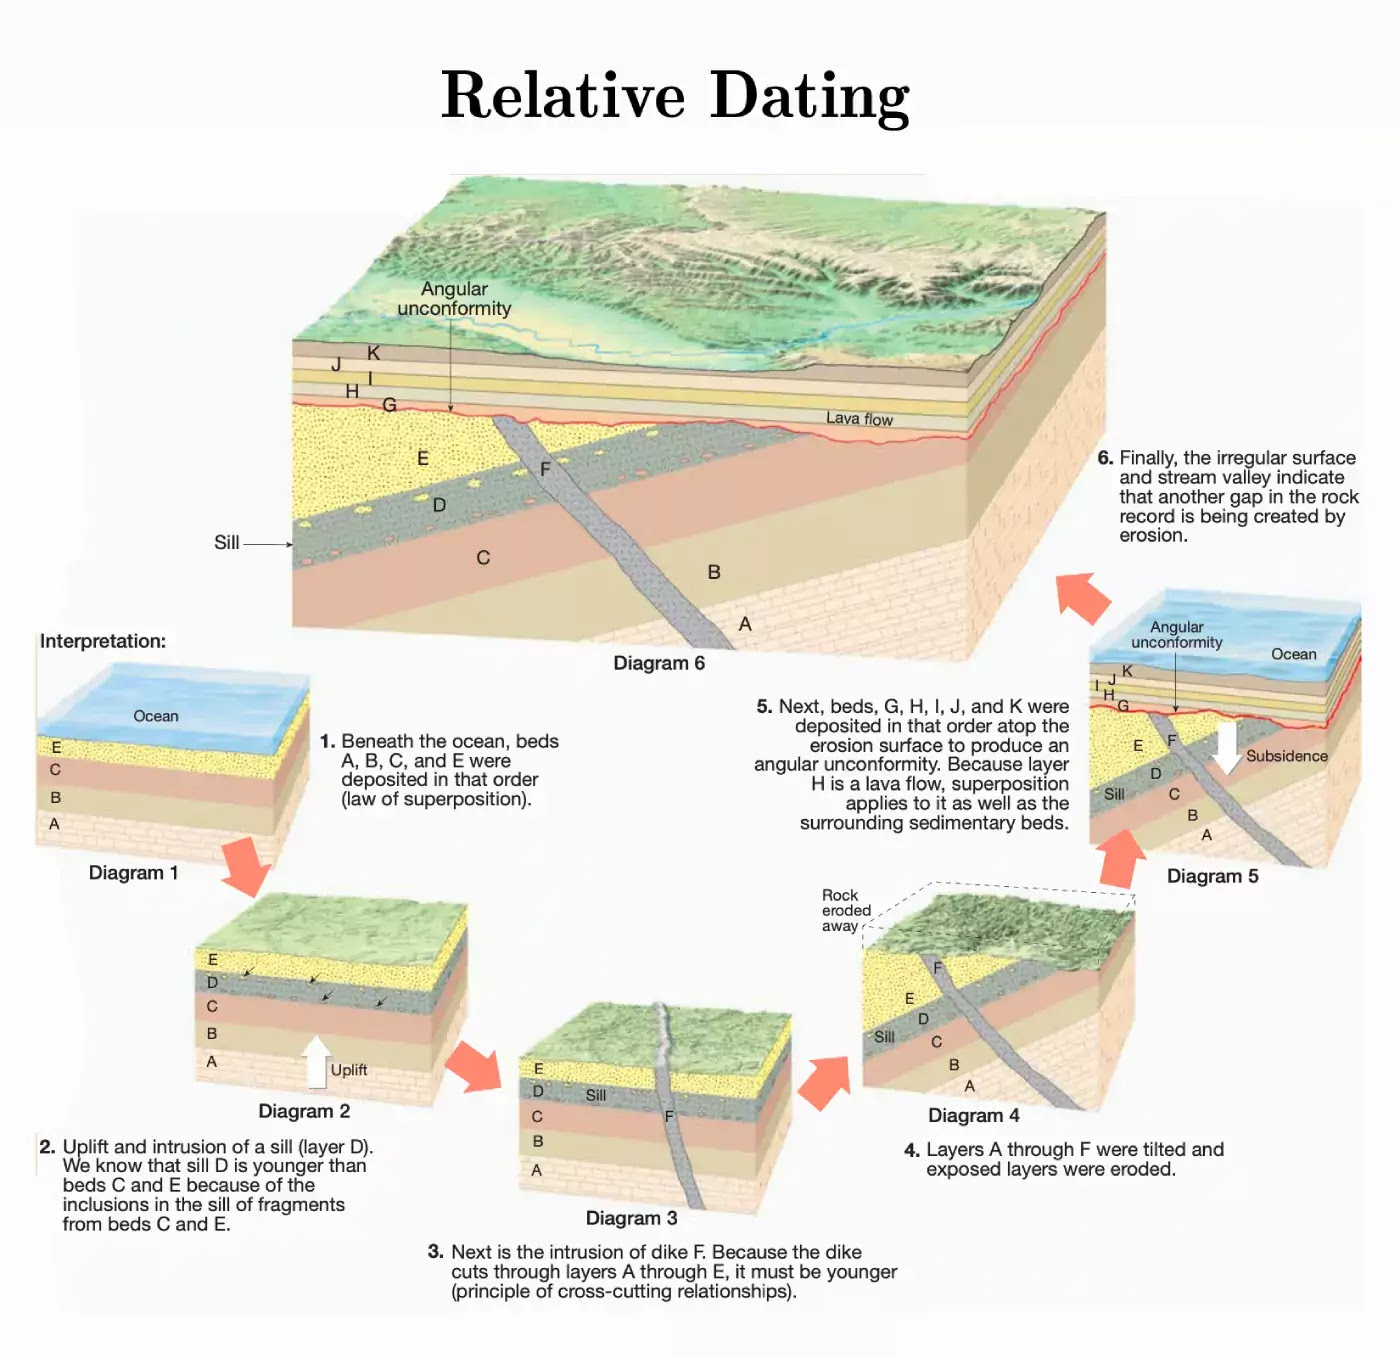 Relative Dating
Angular
unconformity
K
J
I
H
G
Lava flow
E
F
D
Sill
C
B
A
Diagram 6
6. Finally, the irregular surface
and stream valley indicate
that another gap in the rock
record is being created by
erosion.
Interpretation:
Ocean
E
C
B
A
Diagram 1
1. Beneath the ocean, beds
A, B, C, and E were
deposited in that order
(law of superposition).
E
D
C
B
A
Uplift
Diagram 2
2. Uplift and intrusion of a sill (layer D).
We know that sill D is younger than
beds C and E because of the
inclusions in the sill of fragments
from beds C and E.
E
D
Sill
C
F
B
A
Diagram 3
3. Next is the intrusion of dike F. Because the dike
cuts through layers A through E, it must be younger
(principle of cross-cutting relationships).
Rock
eroded
away
F
E
D
Sill
C
B
A
Diagram 4
4. Layers A through F were tilted and
exposed layers were eroded.
5. Next, beds, G, H, I, J, and K were
deposited in that order atop the
erosion surface to produce an
angular unconformity. Because layer
H is a lava flow, superposition
applies to it as well as the
surrounding sedimentary beds.
Angular
unconformity
Ocean
K
J
I
H
G
E
F
Subsidence
D
Sill
C
B
A
Diagram 5